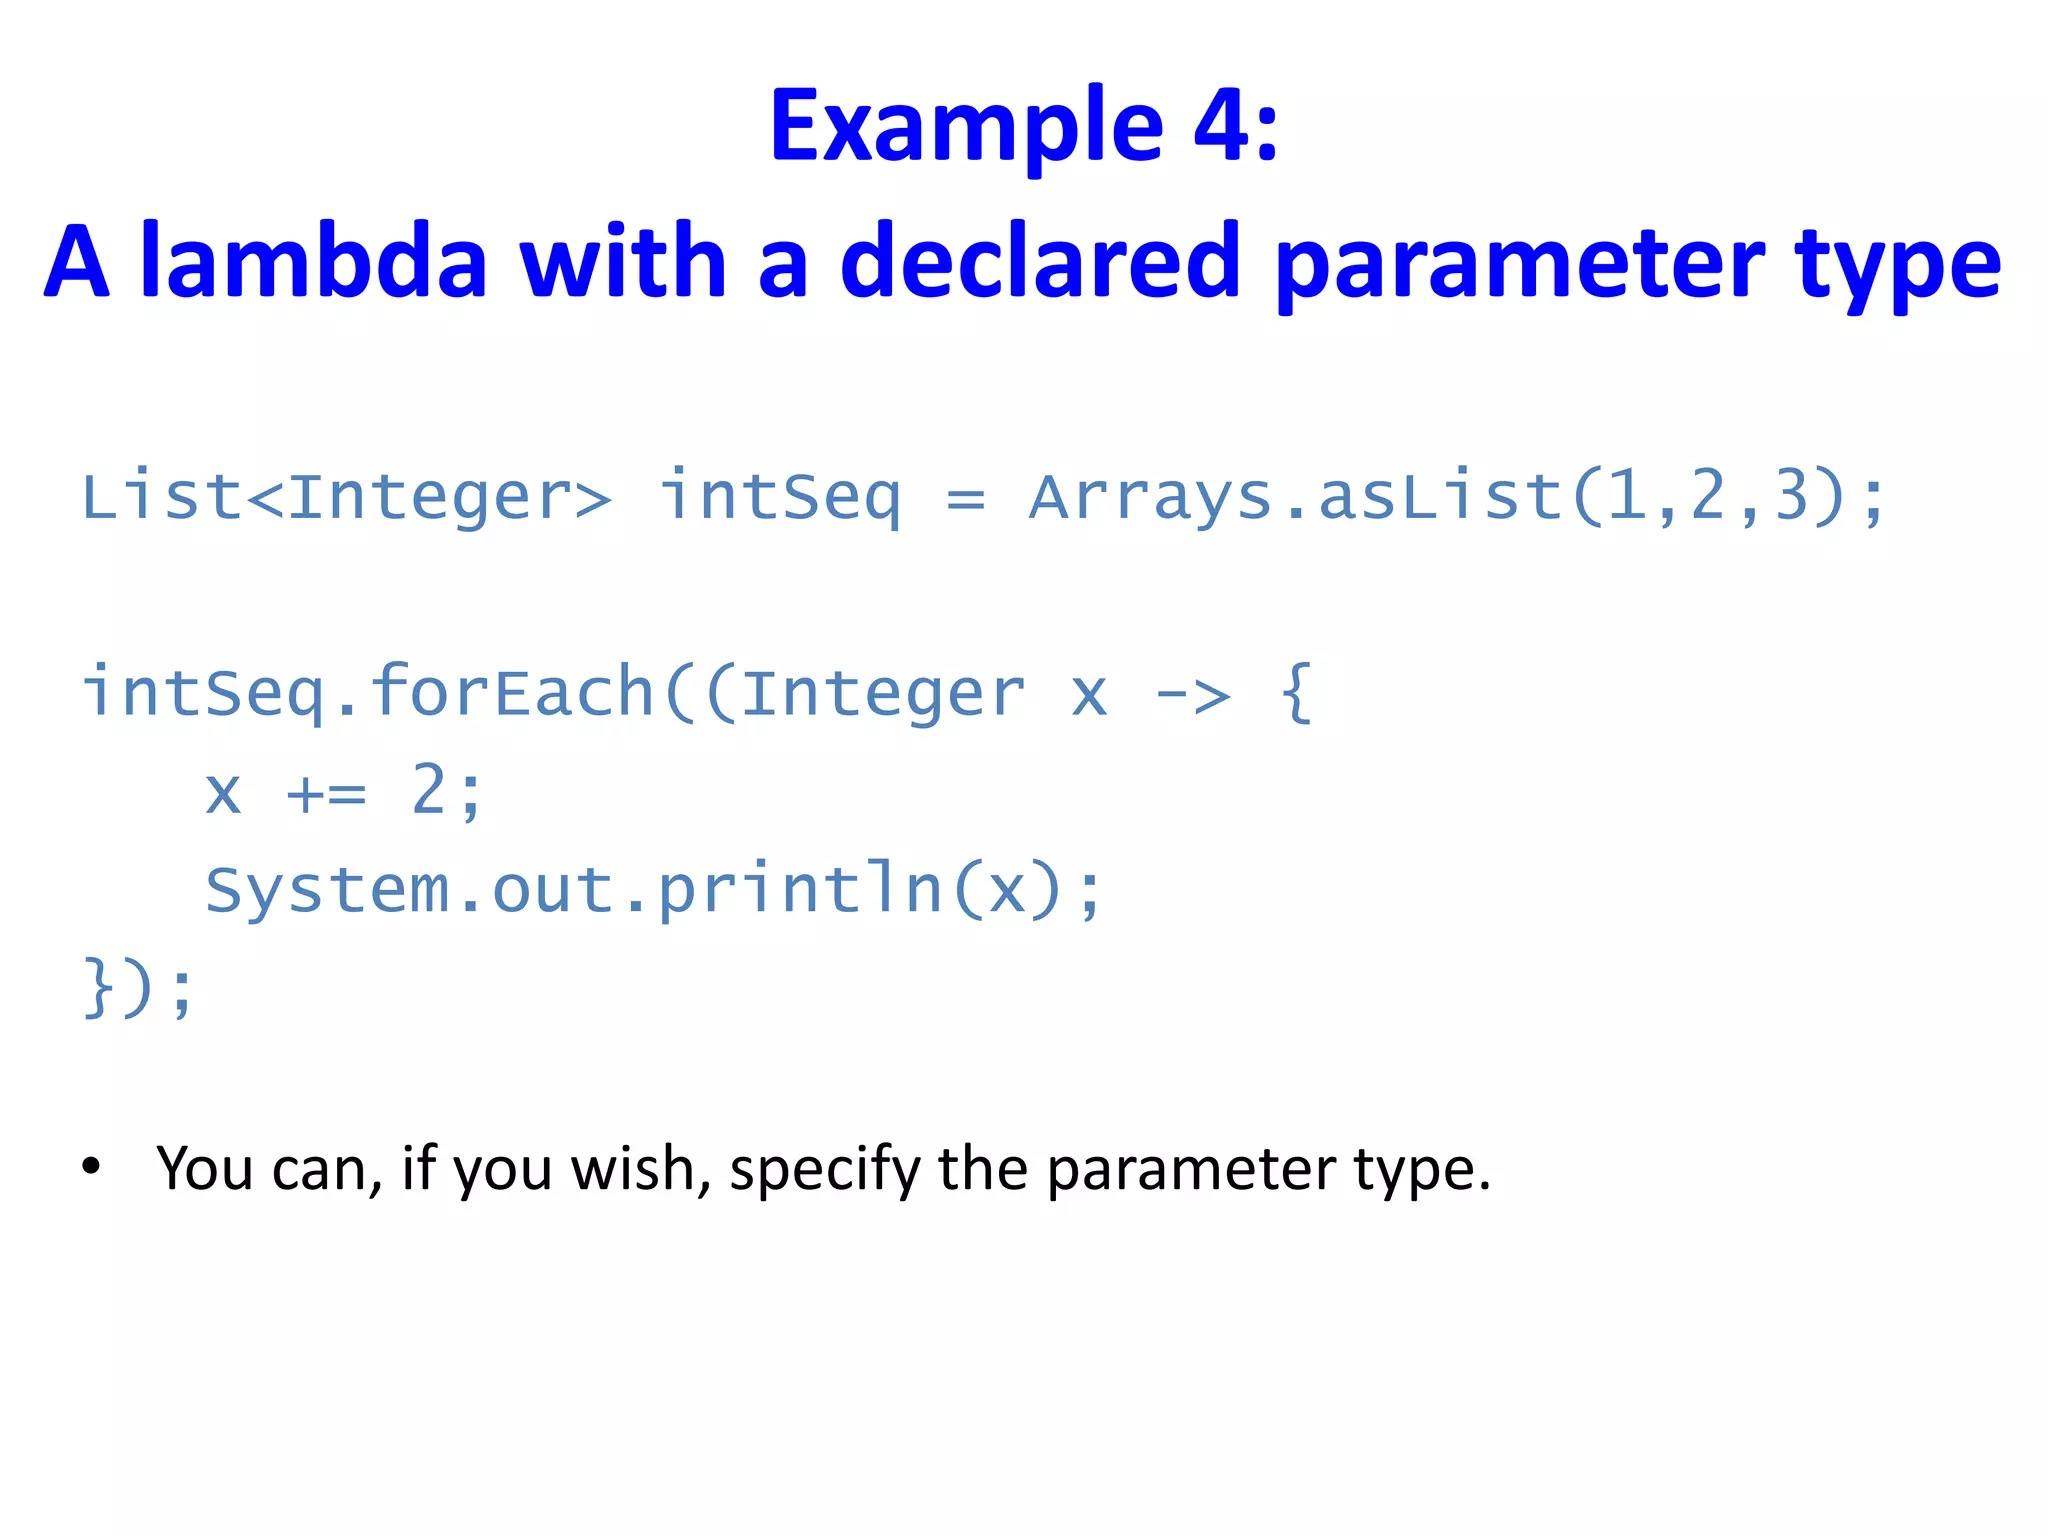 Example 4:
A lambda with a declared parameter type
List<Integer> intSeq = Arrays.asList(1,2,3);
intSeq.forEach((Integer x -> {
   x += 2;
   System.out.println(x);
});
• You can, if you wish, specify the parameter type.